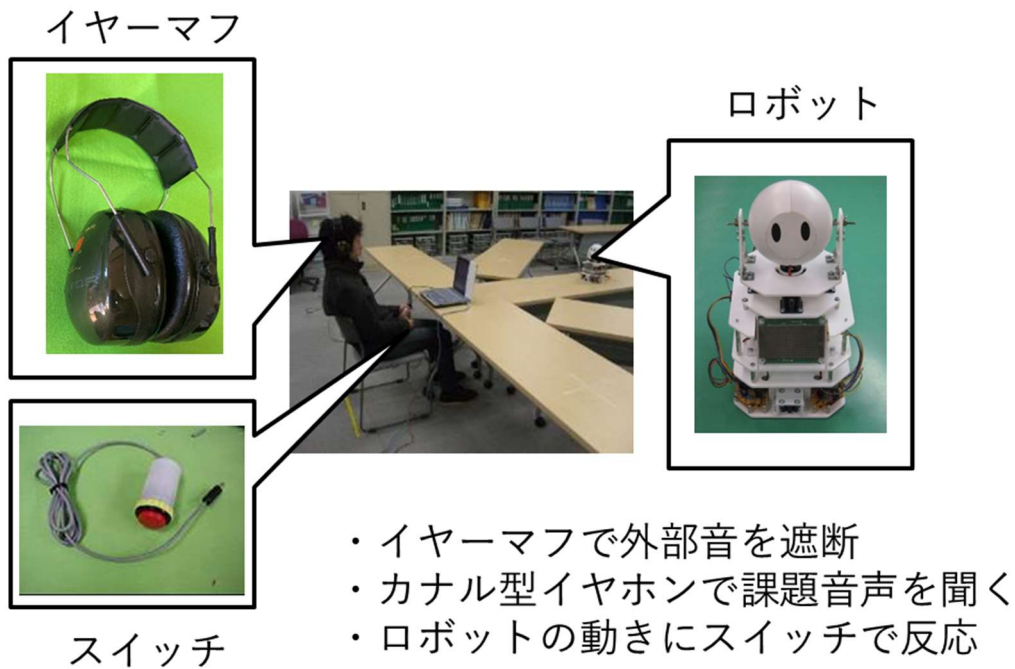 イヤーマフ
ロボット
スイッチ
・イヤーマフで外部音を遮断
・カナル型イヤホンで課題音声を聞く
・ロボットの動きにスイッチで反応